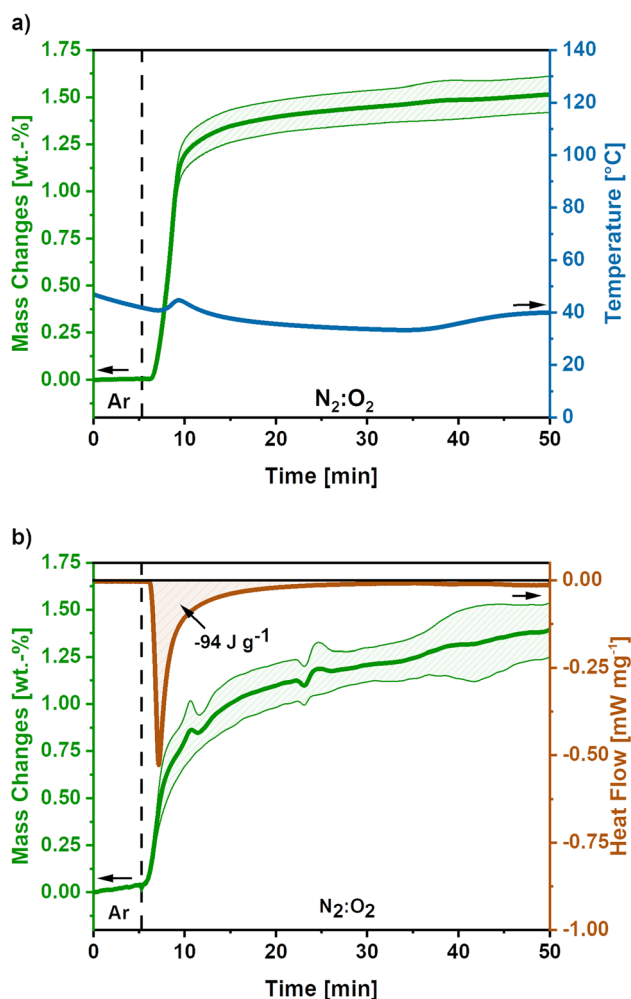 a)
Mass Changes [wt.-%]
1.75
1.50
1.25
1.00
0.75
0.50
0.25
0.00
140
120
100
80
60
40
20
0
Temperature [°C]
Ar
N₂:O₂
0 10 20 30 40 50
Time [min]
b)
Mass Changes [wt.-%]
1.75
1.50
1.25
1.00
0.75
0.50
0.25
0.00
-94 J g⁻¹
0.00
-0.25
-0.50
-0.75
-1.00
Heat Flow [mW mg⁻¹]
Ar
N₂:O₂
0 10 20 30 40 50
Time [min]